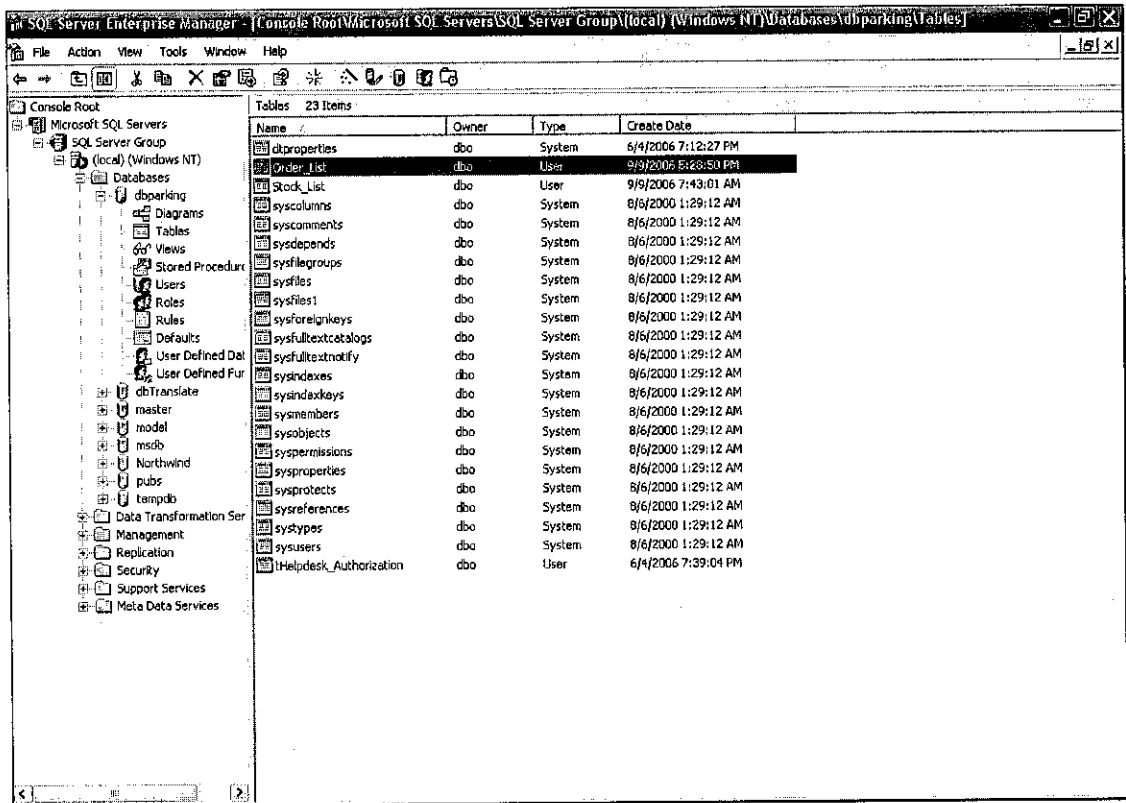 SQL Server Enterprise Manager - [Console Root\Microsoft SQL Servers\SQL Server Group\(local) (Windows NT)\Databases\dbparking\Tables]
File Action View Tools Window Help
Console Root
Microsoft SQL Servers
SQL Server Group
(local) (Windows NT)
Databases
dbparking
Diagrams
Tables
Views
Stored Procedure
Users
Roles
Rules
Defaults
User Defined Dat
User Defined Fur
dbTranslate
master
model
msdb
Northwind
pubs
tempdb
Data Transformation Ser
Management
Replication
Security
Support Services
Meta Data Services
Tables 23 Items
Name Owner Type Create Date
dtproperties dbo System 6/4/2006 7:12:27 PM
Order_List dbo User 9/9/2006 5:28:50 PM
Stock_List dbo User 9/9/2006 7:43:01 AM
syscolumns dbo System 8/6/2000 1:29:12 AM
syscomments dbo System 8/6/2000 1:29:12 AM
sysdepends dbo System 8/6/2000 1:29:12 AM
sysfilegroups dbo System 8/6/2000 1:29:12 AM
sysfiles dbo System 8/6/2000 1:29:12 AM
sysfiles1 dbo System 8/6/2000 1:29:12 AM
sysforeignkeys dbo System 8/6/2000 1:29:12 AM
sysfulltextcatalogs dbo System 8/6/2000 1:29:12 AM
sysfulltextnotify dbo System 8/6/2000 1:29:12 AM
sysindexes dbo System 8/6/2000 1:29:12 AM
sysindexkeys dbo System 8/6/2000 1:29:12 AM
sysmembers dbo System 8/6/2000 1:29:12 AM
sysobjects dbo System 8/6/2000 1:29:12 AM
syspermissions dbo System 8/6/2000 1:29:12 AM
sysproperties dbo System 8/6/2000 1:29:12 AM
sysprotects dbo System 8/6/2000 1:29:12 AM
sysreferences dbo System 8/6/2000 1:29:12 AM
systypes dbo System 8/6/2000 1:29:12 AM
sysusers dbo System 8/6/2000 1:29:12 AM
tHelpdesk_Authorization dbo User 6/4/2006 7:39:04 PM